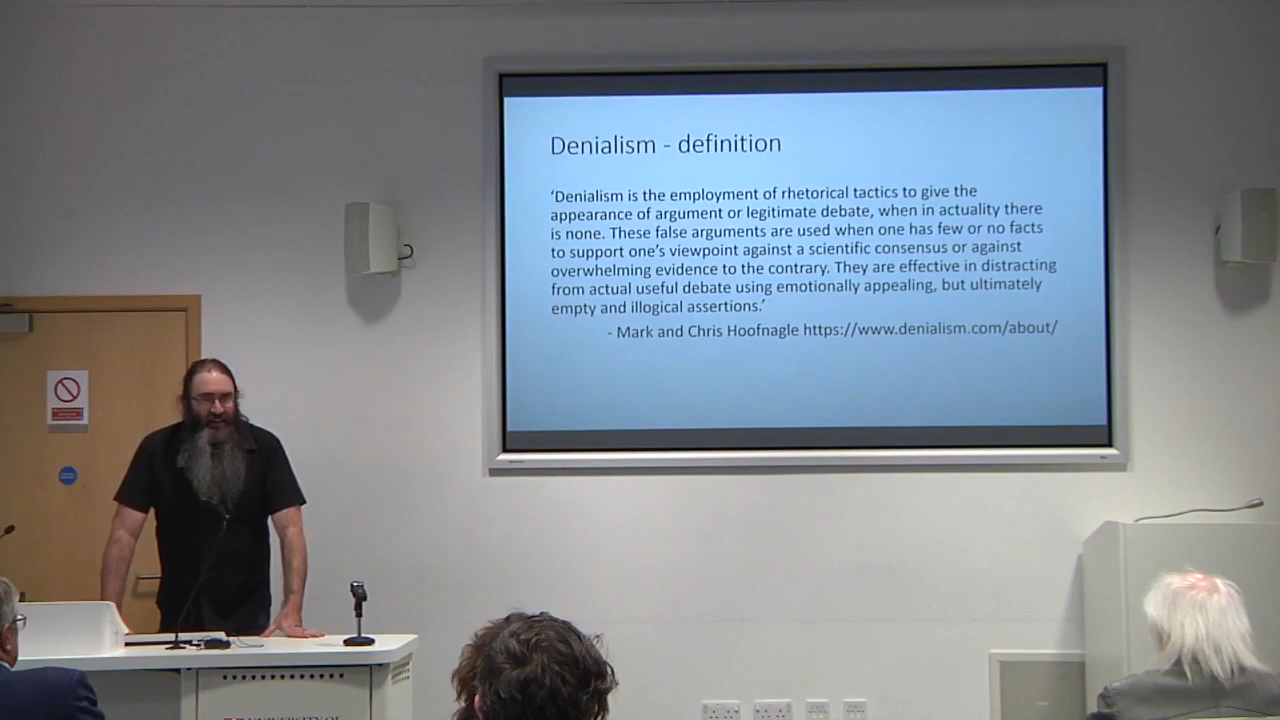 Denialism - definition
‘Denialism is the employment of rhetorical tactics to give the
appearance of argument or legitimate debate, when in actuality there
is none. These false arguments are used when one has few or no facts
to support one’s viewpoint against a scientific consensus or against
overwhelming evidence to the contrary. They are effective in distracting
from actual useful debate using emotionally appealing, but ultimately
empty and illogical assertions.’
- Mark and Chris Hoofnagle https://www.denialism.com/about/
UNIVERSITY OF